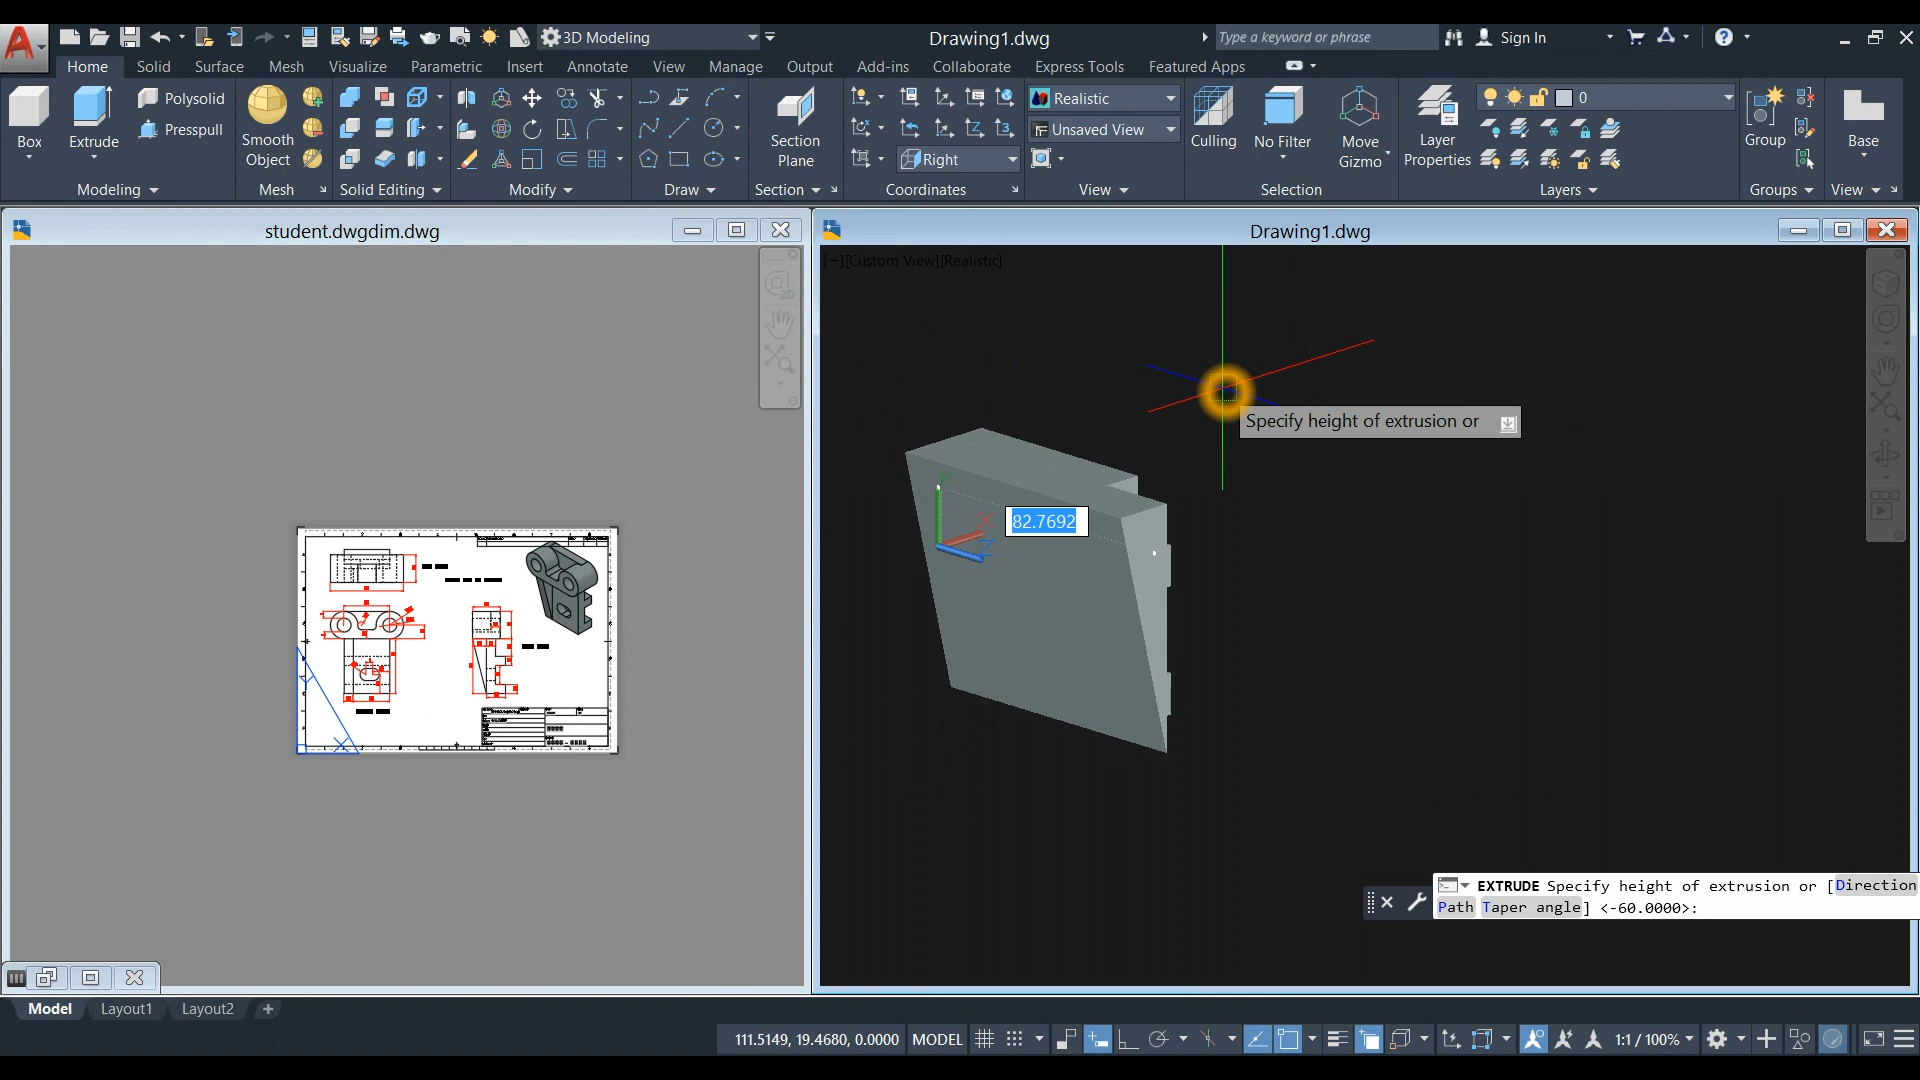 3D Modeling
Drawing1.dwg
Type a keyword or phrase
Sign In
Home Solid Surface Mesh Visualize Parametric Insert Annotate View Manage Output Add-ins Collaborate Express Tools Featured Apps
Box
Extrude
Polysolid
Presspull
Modeling
Smooth
Object
Mesh
Solid Editing
Modify
Draw
Section
Plane
Section
Right
Coordinates
Realistic
Unsaved View
View
Culling
No Filter
Move
Gizmo
Selection
Layer
Properties
0
Layers
Group
Groups
Base
View
student.dwgdim.dwg
Drawing1.dwg
[−][Custom View][Realistic]
2D
Specify height of extrusion or
Y
X
Z
82.7692
Y
X
EXTRUDE Specify height of extrusion or [Direction
Path Taper angle] <-60.0000>:
Model Layout1 Layout2 +
111.5149, 19.4680, 0.0000 MODEL
1:1 / 100%